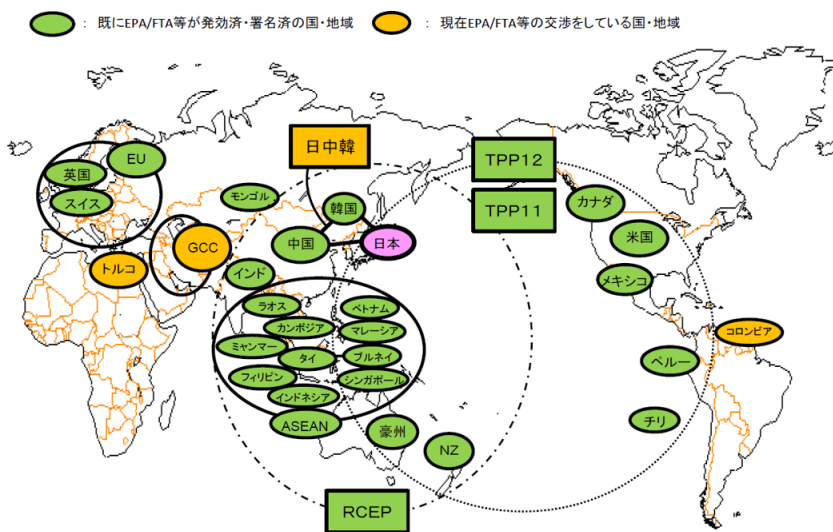 ： 既にEPA/FTA等が発効済・署名済の国・地域
： 現在EPA/FTA等の交渉をしている国・地域
日中韓
TPP12
TPP11
EU
英国
スイス
モンゴル
韓国
中国
日本
カナダ
米国
メキシコ
GCC
トルコ
インド
ラオス
ベトナム
カンボジア
マレーシア
ミャンマー
タイ
ブルネイ
フィリピン
シンガポール
インドネシア
ASEAN
コロンビア
ペルー
チリ
豪州
NZ
RCEP